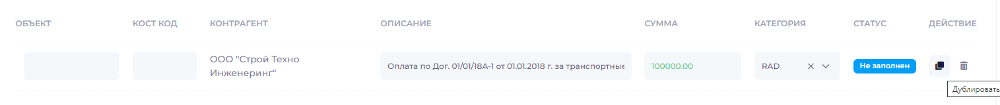 ОБЪЕКТ КОСТ КОД КОНТРАГЕНТ ОПИСАНИЕ СУММА КАТЕГОРИЯ СТАТУС ДЕЙСТВИЕ
ООО "Строй Техно
Инженеринг"
Оплата по Дог. 01/01/18А-1 от 01.01.2018 г. за транспортные
100000.00
RAD
Не заполнен
Дублировать